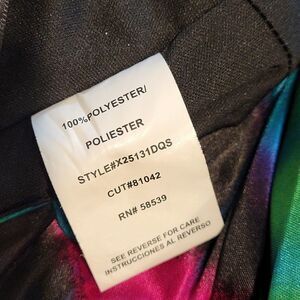 100%POLYESTER/
POLIESTER
STYLE#X25131DQS
CUT#81042
RN# 58539
SEE REVERSE FOR CARE
INSTRUCCIONES AL REVERSO